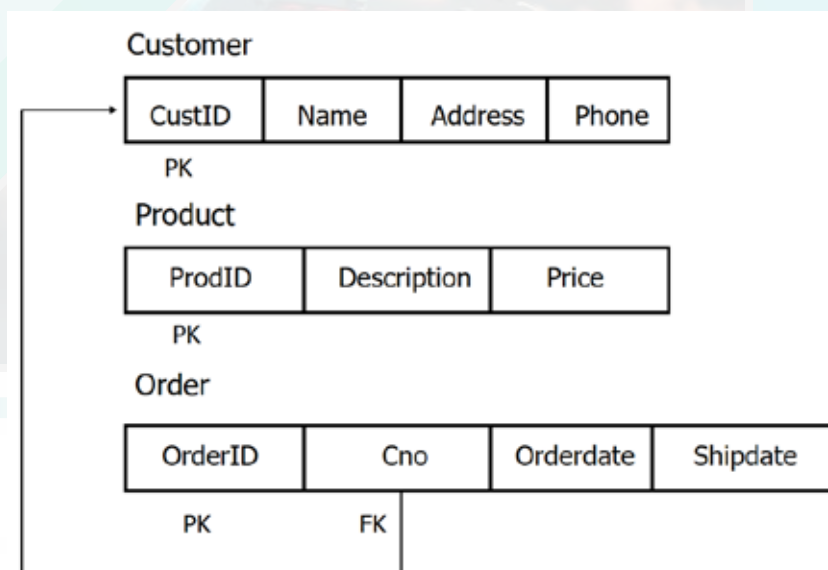 Customer
CustID Name Address Phone
PK
Product
ProdID Description Price
PK
Order
OrderID Cno Orderdate Shipdate
PK FK